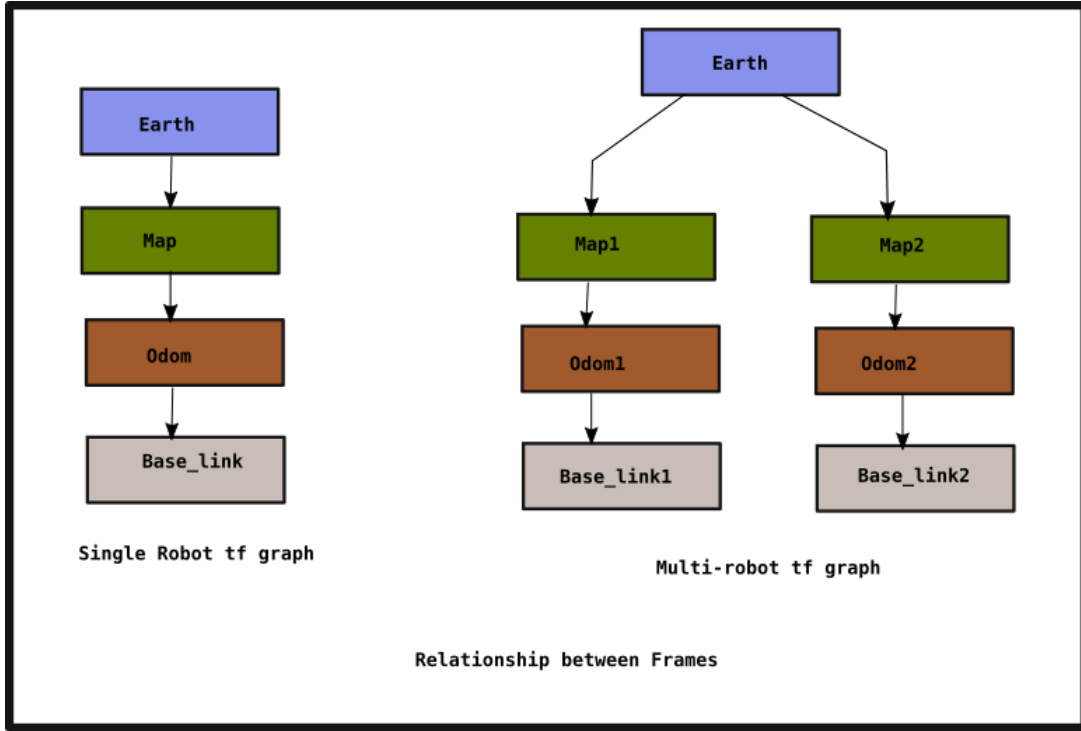 Earth
Map
Odom
Base_link
Single Robot tf graph
Earth
Map1
Map2
Odom1
Odom2
Base_link1
Base_link2
Multi-robot tf graph
Relationship between Frames